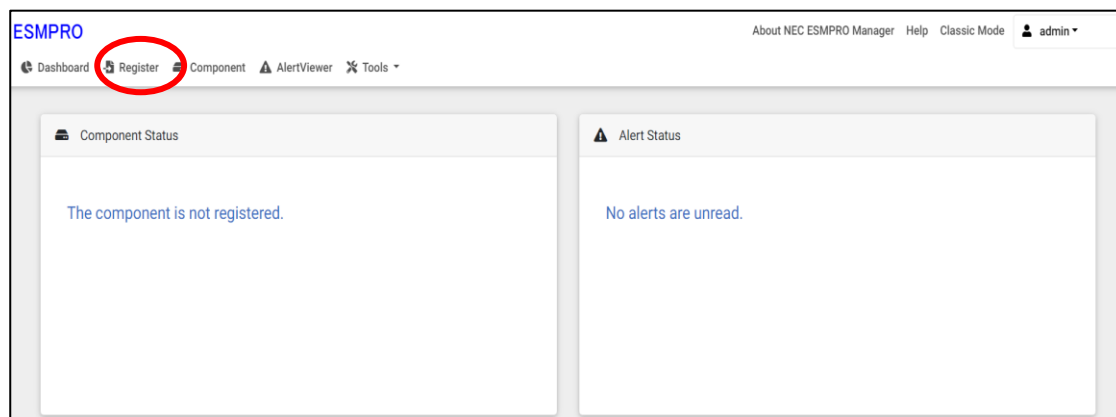 ESMPRO
About NEC ESMPRO Manager Help Classic Mode admin
Dashboard Register Component AlertViewer Tools
Component Status
Alert Status
The component is not registered.
No alerts are unread.